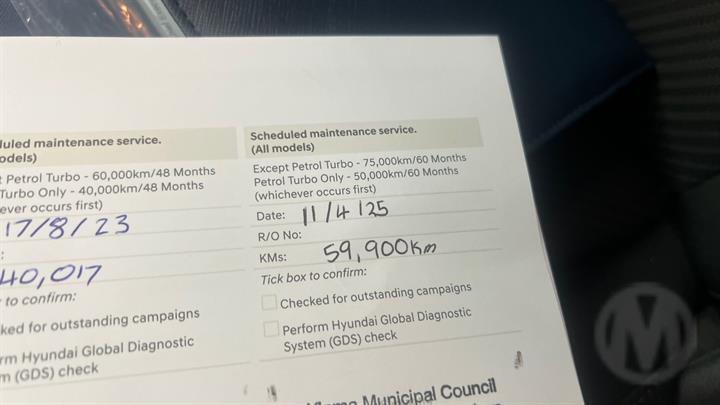 duled maintenance service.
odels)
t Petrol Turbo - 60,000km/48 Months
Turbo Only - 40,000km/48 Months
ever occurs first)
17/8/23
:
40,017
to confirm:
ked for outstanding campaigns
rm Hyundai Global Diagnostic
m (GDS) check
Scheduled maintenance service.
(All models)
Except Petrol Turbo - 75,000km/60 Months
Petrol Turbo Only - 50,000km/60 Months
(whichever occurs first)
Date: 11/4/25
R/O No:
KMs: 59,900km
Tick box to confirm:
Checked for outstanding campaigns
Perform Hyundai Global Diagnostic
System (GDS) check
Municipal Council
M